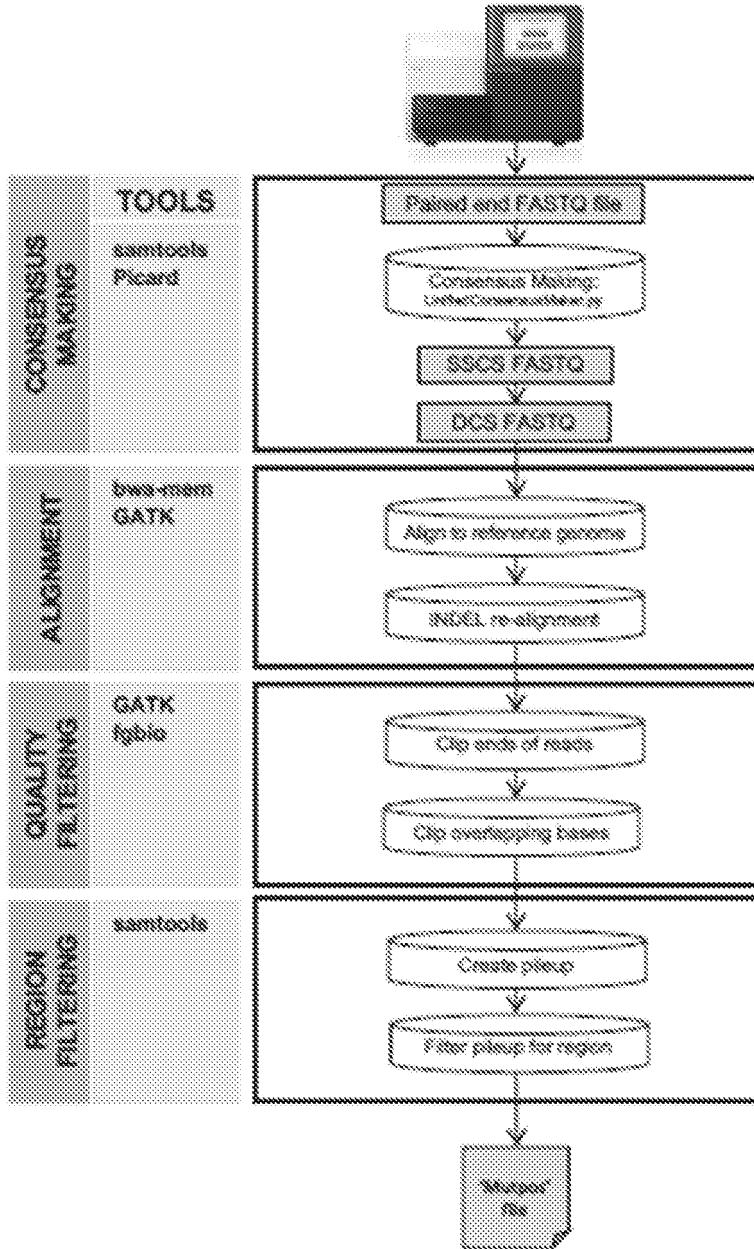 TOOLS
CONSENSUS
MAKING
samtools
Picard
Paired end FASTQ file
Consensus Making:
UnifiedConsensusMaker.py
SSCS FASTQ
DCS FASTQ
ALIGNMENT
bwa-mem
GATK
Align to reference genome
INDEL re-alignment
QUALITY
FILTERING
GATK
fgbio
Clip ends of reads
Clip overlapping bases
REGION
FILTERING
samtools
Create pileup
Filter pileup for region
'Mutpos'
file